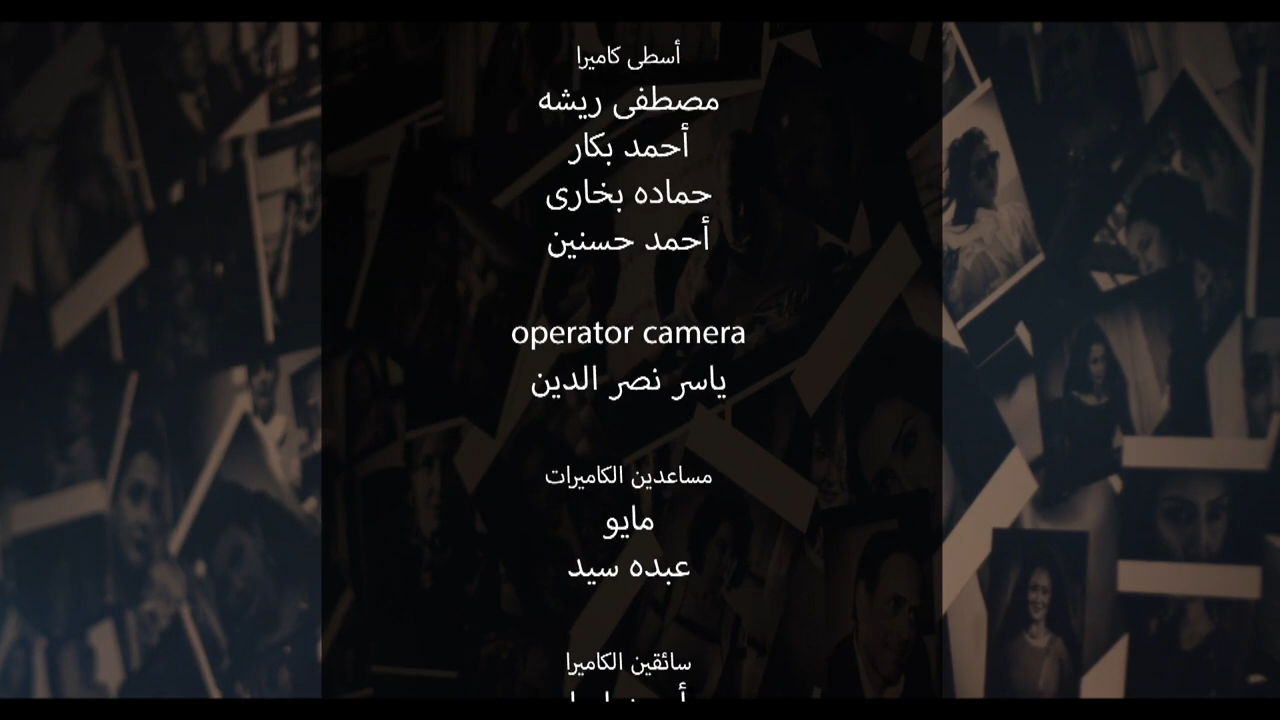 أسطى كاميرا
مصطفى ريشه
أحمد بكار
حماده بخارى
أحمد حسنين
operator camera
ياسر نصر الدين
مساعدين الكاميرات
مايو
عبده سيد
سائقين الكاميرا